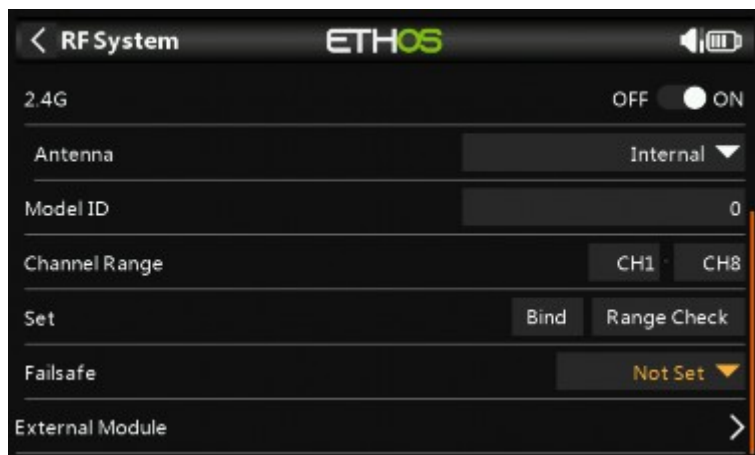 < RF System ETHOS
2.4G OFF ON
Antenna Internal
Model ID 0
Channel Range CH1 - CH8
Set Bind Range Check
Failsafe Not Set
External Module >